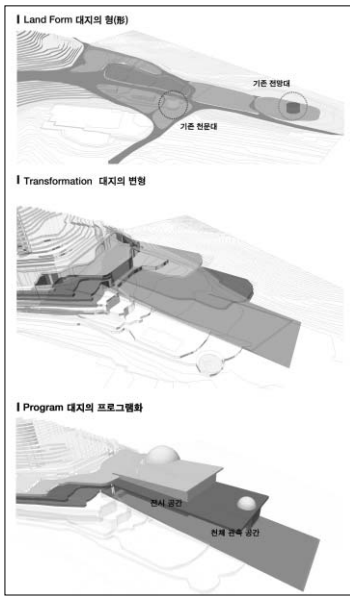 Land Form 대지의 형(形)
기존 전망대
기존 천문대
Transformation 대지의 변형
Program 대지의 프로그램화
전시 공간
천체 관측 공간